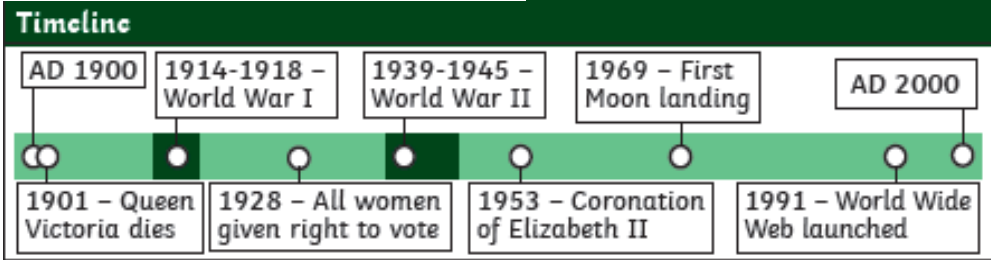 Timeline
AD 1900
1914-1918 –
World War I
1939-1945 –
World War II
1969 – First
Moon landing
AD 2000
1901 – Queen
Victoria dies
1928 – All women
given right to vote
1953 – Coronation
of Elizabeth II
1991 – World Wide
Web launched